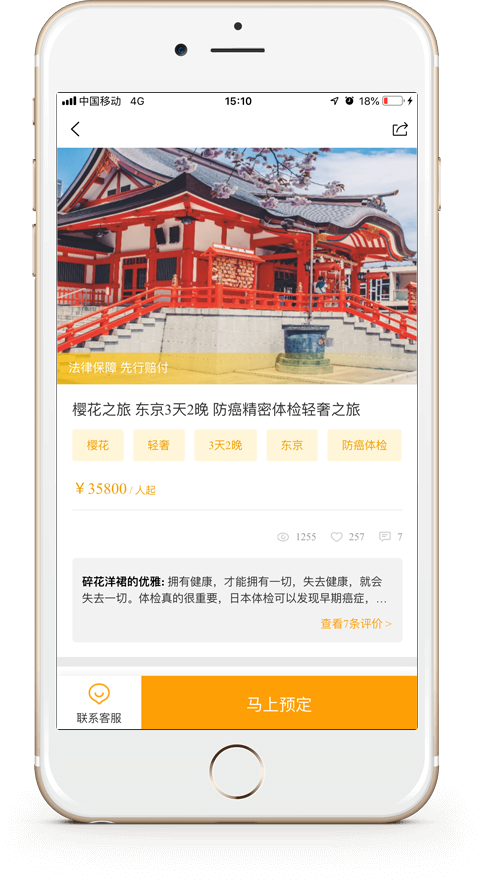 中国移动 4G 15:10 18%
法律保障 先行赔付
樱花之旅 东京3天2晚 防癌精密体检轻奢之旅
樱花 轻奢 3天2晚 东京 防癌体检
￥35800 / 人起
1255 257 7
碎花洋裙的优雅: 拥有健康，才能拥有一切，失去健康，就会
失去一切。体检真的很重要，日本体检可以发现早期癌症，…
查看7条评价 >
联系客服
马上预定